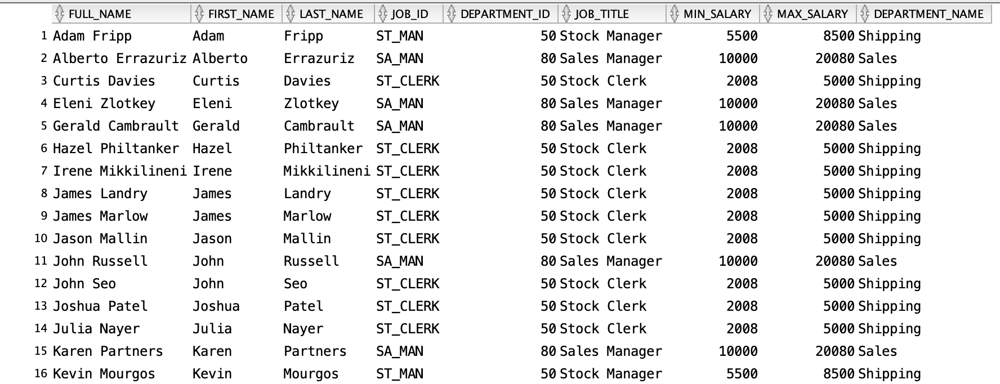 FULL_NAME FIRST_NAME LAST_NAME JOB_ID DEPARTMENT_ID JOB_TITLE MIN_SALARY MAX_SALARY DEPARTMENT_NAME
1 Adam Fripp Adam Fripp ST_MAN 50 Stock Manager 5500 8500 Shipping
2 Alberto Errazuriz Alberto Errazuriz SA_MAN 80 Sales Manager 10000 20080 Sales
3 Curtis Davies Curtis Davies ST_CLERK 50 Stock Clerk 2008 5000 Shipping
4 Eleni Zlotkey Eleni Zlotkey SA_MAN 80 Sales Manager 10000 20080 Sales
5 Gerald Cambrault Gerald Cambrault SA_MAN 80 Sales Manager 10000 20080 Sales
6 Hazel Philtanker Hazel Philtanker ST_CLERK 50 Stock Clerk 2008 5000 Shipping
7 Irene Mikkilineni Irene Mikkilineni ST_CLERK 50 Stock Clerk 2008 5000 Shipping
8 James Landry James Landry ST_CLERK 50 Stock Clerk 2008 5000 Shipping
9 James Marlow James Marlow ST_CLERK 50 Stock Clerk 2008 5000 Shipping
10 Jason Mallin Jason Mallin ST_CLERK 50 Stock Clerk 2008 5000 Shipping
11 John Russell John Russell SA_MAN 80 Sales Manager 10000 20080 Sales
12 John Seo John Seo ST_CLERK 50 Stock Clerk 2008 5000 Shipping
13 Joshua Patel Joshua Patel ST_CLERK 50 Stock Clerk 2008 5000 Shipping
14 Julia Nayer Julia Nayer ST_CLERK 50 Stock Clerk 2008 5000 Shipping
15 Karen Partners Karen Partners SA_MAN 80 Sales Manager 10000 20080 Sales
16 Kevin Mourgos Kevin Mourgos ST_MAN 50 Stock Manager 5500 8500 Shipping